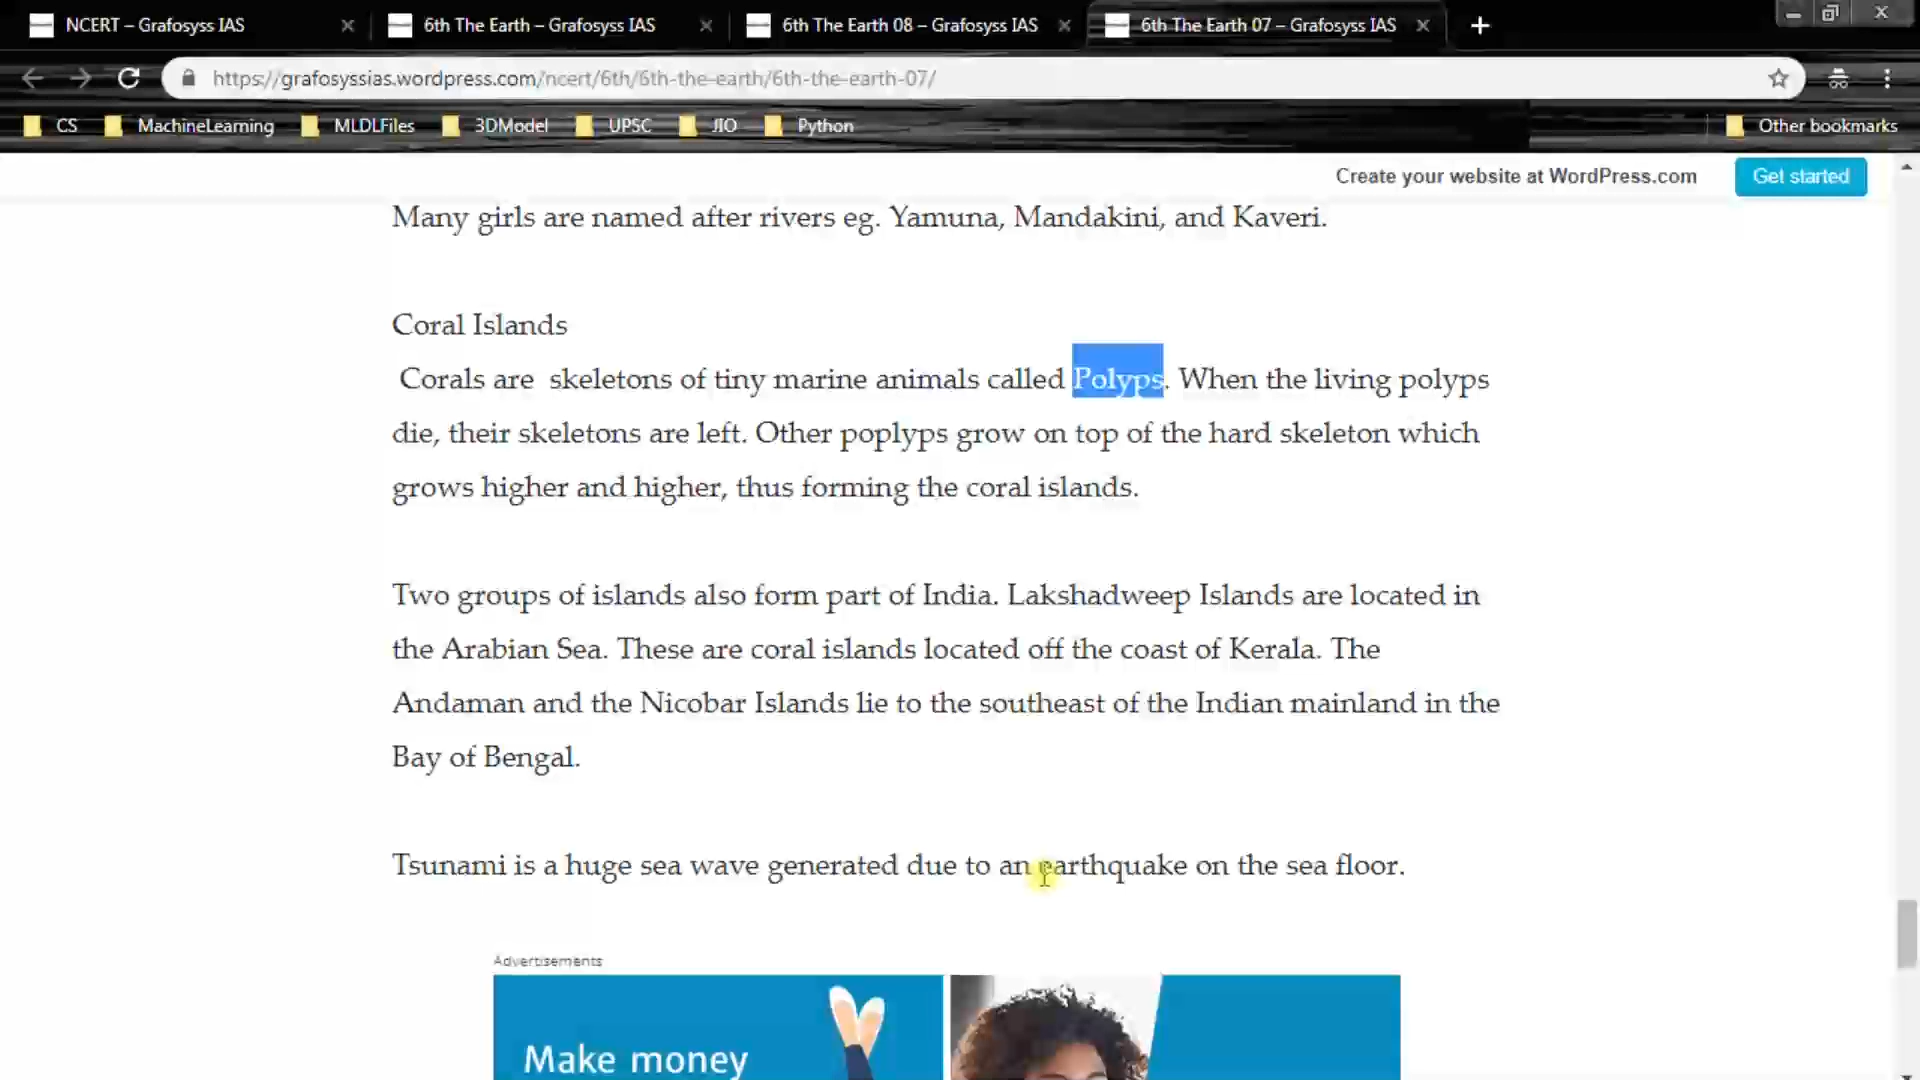 NCERT – Grafosyss IAS
6th The Earth – Grafosyss IAS
6th The Earth 08 – Grafosyss IAS
6th The Earth 07 – Grafosyss IAS
https://grafosyssias.wordpress.com/ncert/6th/6th-the-earth/6th-the-earth-07/
CS
MachineLearning
MLDLFiles
3DModel
UPSC
JIO
Python
Other bookmarks
Create your website at WordPress.com
Get started
Many girls are named after rivers eg. Yamuna, Mandakini, and Kaveri.
Coral Islands
Corals are skeletons of tiny marine animals called Polyps. When the living polyps
die, their skeletons are left. Other poplyps grow on top of the hard skeleton which
grows higher and higher, thus forming the coral islands.
Two groups of islands also form part of India. Lakshadweep Islands are located in
the Arabian Sea. These are coral islands located off the coast of Kerala. The
Andaman and the Nicobar Islands lie to the southeast of the Indian mainland in the
Bay of Bengal.
Tsunami is a huge sea wave generated due to an earthquake on the sea floor.
Advertisements
Make money